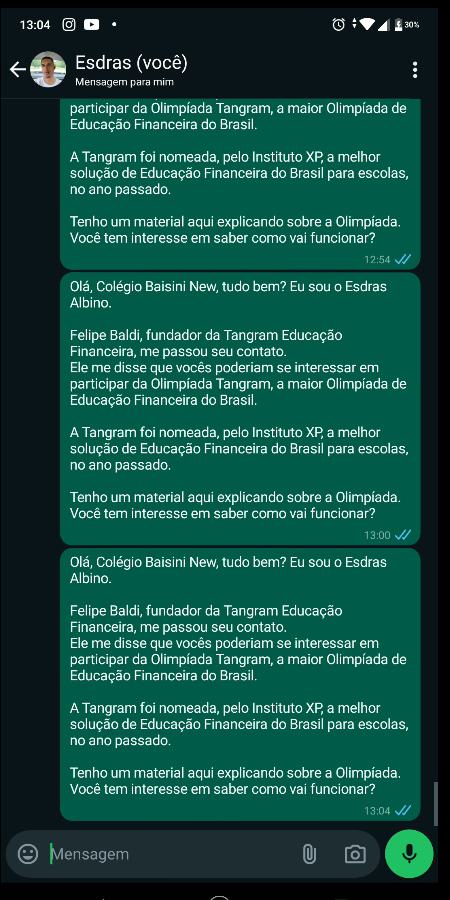 13:04
30%
Esdras (você)
Mensagem para mim
participar da Olimpíada Tangram, a maior Olimpíada de
Educação Financeira do Brasil.
A Tangram foi nomeada, pelo Instituto XP, a melhor
solução de Educação Financeira do Brasil para escolas,
no ano passado.
Tenho um material aqui explicando sobre a Olimpíada.
Você tem interesse em saber como vai funcionar?
12:54
Olá, Colégio Baisini New, tudo bem? Eu sou o Esdras
Albino.
Felipe Baldi, fundador da Tangram Educação
Financeira, me passou seu contato.
Ele me disse que vocês poderiam se interessar em
participar da Olimpíada Tangram, a maior Olimpíada de
Educação Financeira do Brasil.
A Tangram foi nomeada, pelo Instituto XP, a melhor
solução de Educação Financeira do Brasil para escolas,
no ano passado.
Tenho um material aqui explicando sobre a Olimpíada.
Você tem interesse em saber como vai funcionar?
13:00
Olá, Colégio Baisini New, tudo bem? Eu sou o Esdras
Albino.
Felipe Baldi, fundador da Tangram Educação
Financeira, me passou seu contato.
Ele me disse que vocês poderiam se interessar em
participar da Olimpíada Tangram, a maior Olimpíada de
Educação Financeira do Brasil.
A Tangram foi nomeada, pelo Instituto XP, a melhor
solução de Educação Financeira do Brasil para escolas,
no ano passado.
Tenho um material aqui explicando sobre a Olimpíada.
Você tem interesse em saber como vai funcionar?
13:04
Mensagem